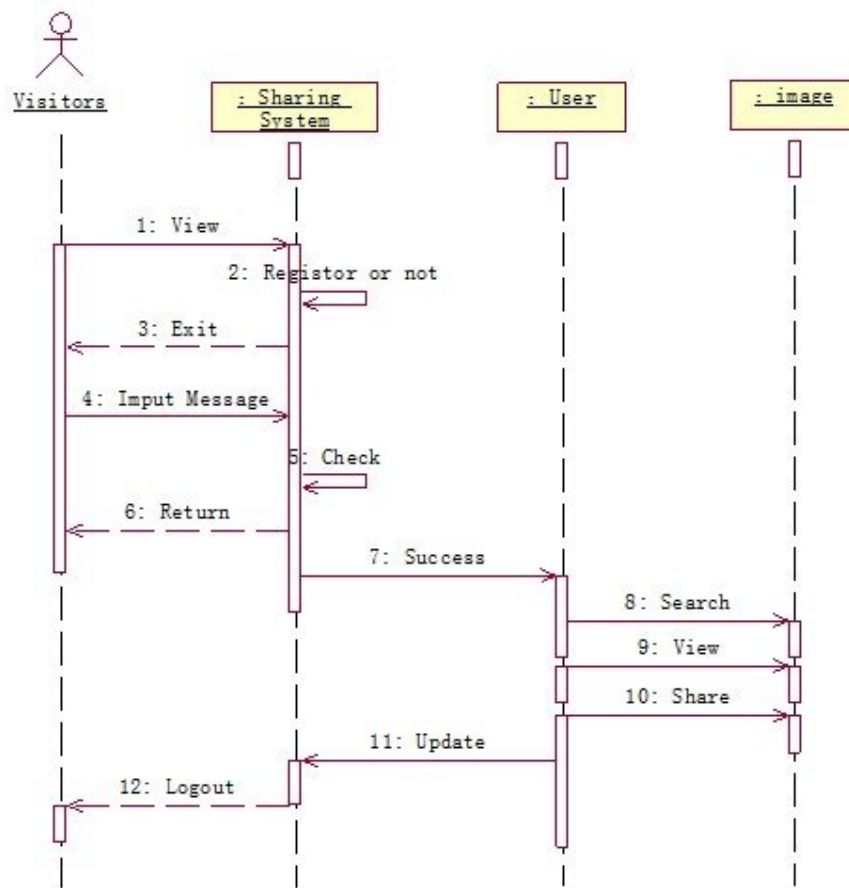 Visitors
: Sharing
System
: User
: image
1: View
2: Registor or not
3: Exit
4: Imput Message
5: Check
6: Return
7: Success
8: Search
9: View
10: Share
11: Update
12: Logout